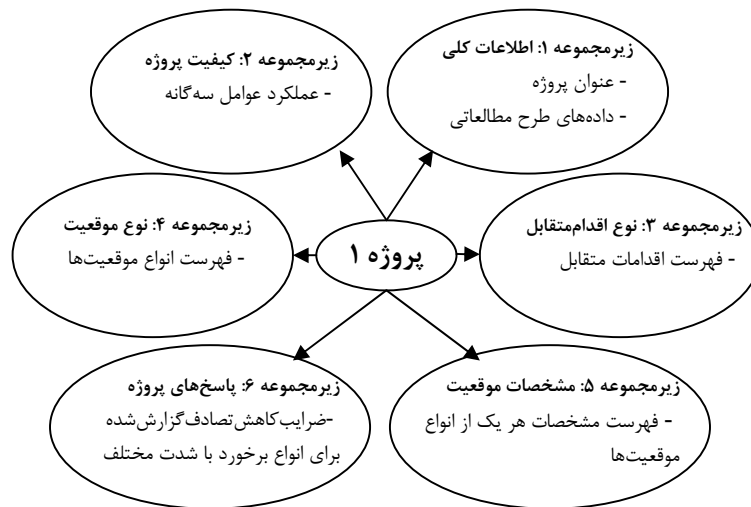 زیرمجموعه ۱: اطلاعات کلی
- عنوان پروژه
- داده‌های طرح مطالعاتی
زیرمجموعه ۲: کیفیت پروژه
- عملکرد عوامل سه‌گانه
زیرمجموعه ۳: نوع اقدام‌متقابل
- فهرست اقدامات متقابل
پروژه ۱
زیرمجموعه ۴: نوع موقعیت
- فهرست انواع موقعیت‌ها
زیرمجموعه ۵: مشخصات موقعیت
- فهرست مشخصات هر یک از انواع
موقعیت‌ها
زیرمجموعه ۶: پاسخ‌های پروژه
-ضرایب‌کاهش‌تصادف‌گزارش‌شده
برای انواع برخورد با شدت مختلف